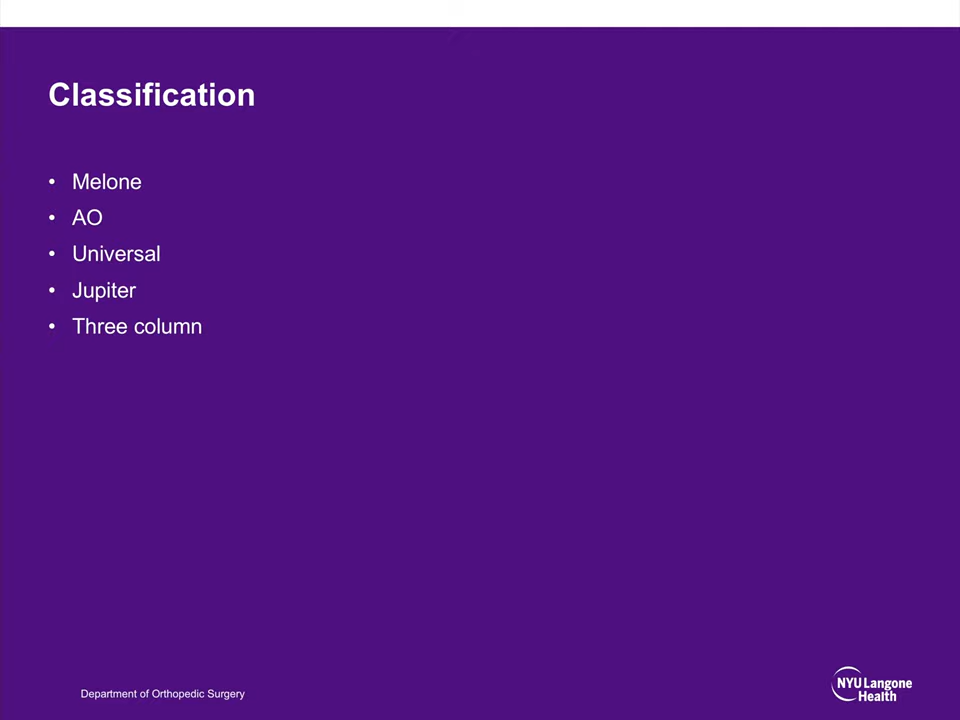 Classification
• Melone
• AO
• Universal
• Jupiter
• Three column
Department of Orthopedic Surgery
NYU Langone
Health